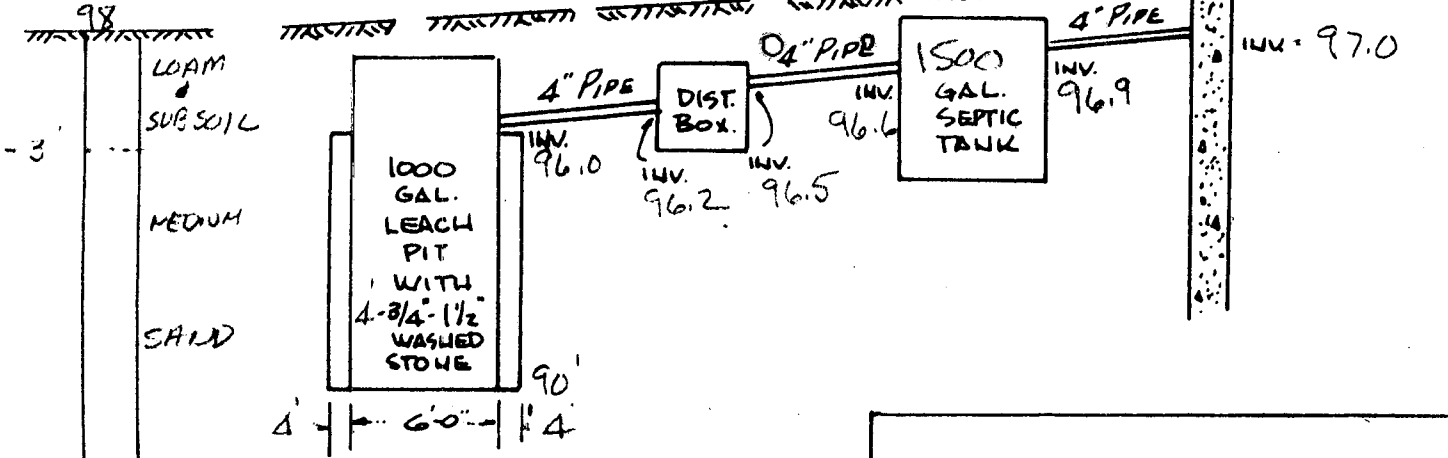 98
LOAM
&
SUBSOIL
- 3'
MEDIUM
SAND
1000
GAL.
LEACH
PIT
WITH
4'-3/4"-1 1/2"
WASHED
STONE
90'
4'
6'0"
4'
4" PIPE
INV.
96.0
DIST.
BOX.
INV.
96.2
INV.
96.5
4" PIPE
INV.
96.6
1500
GAL.
SEPTIC
TANK
4" PIPE
INV.
96.9
INV = 97.0